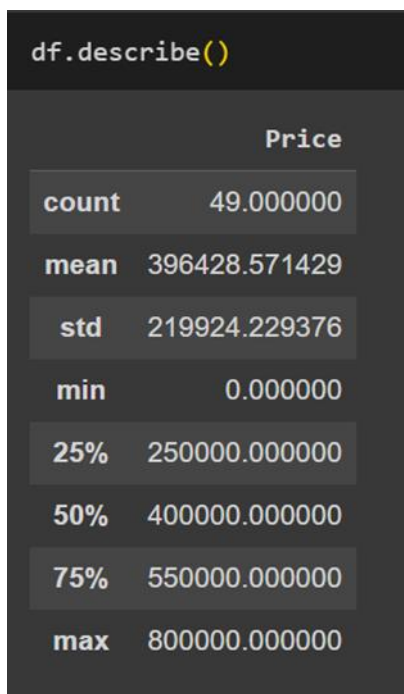 df.describe()
Price
count 49.000000
mean 396428.571429
std 219924.229376
min 0.000000
25% 250000.000000
50% 400000.000000
75% 550000.000000
max 800000.000000